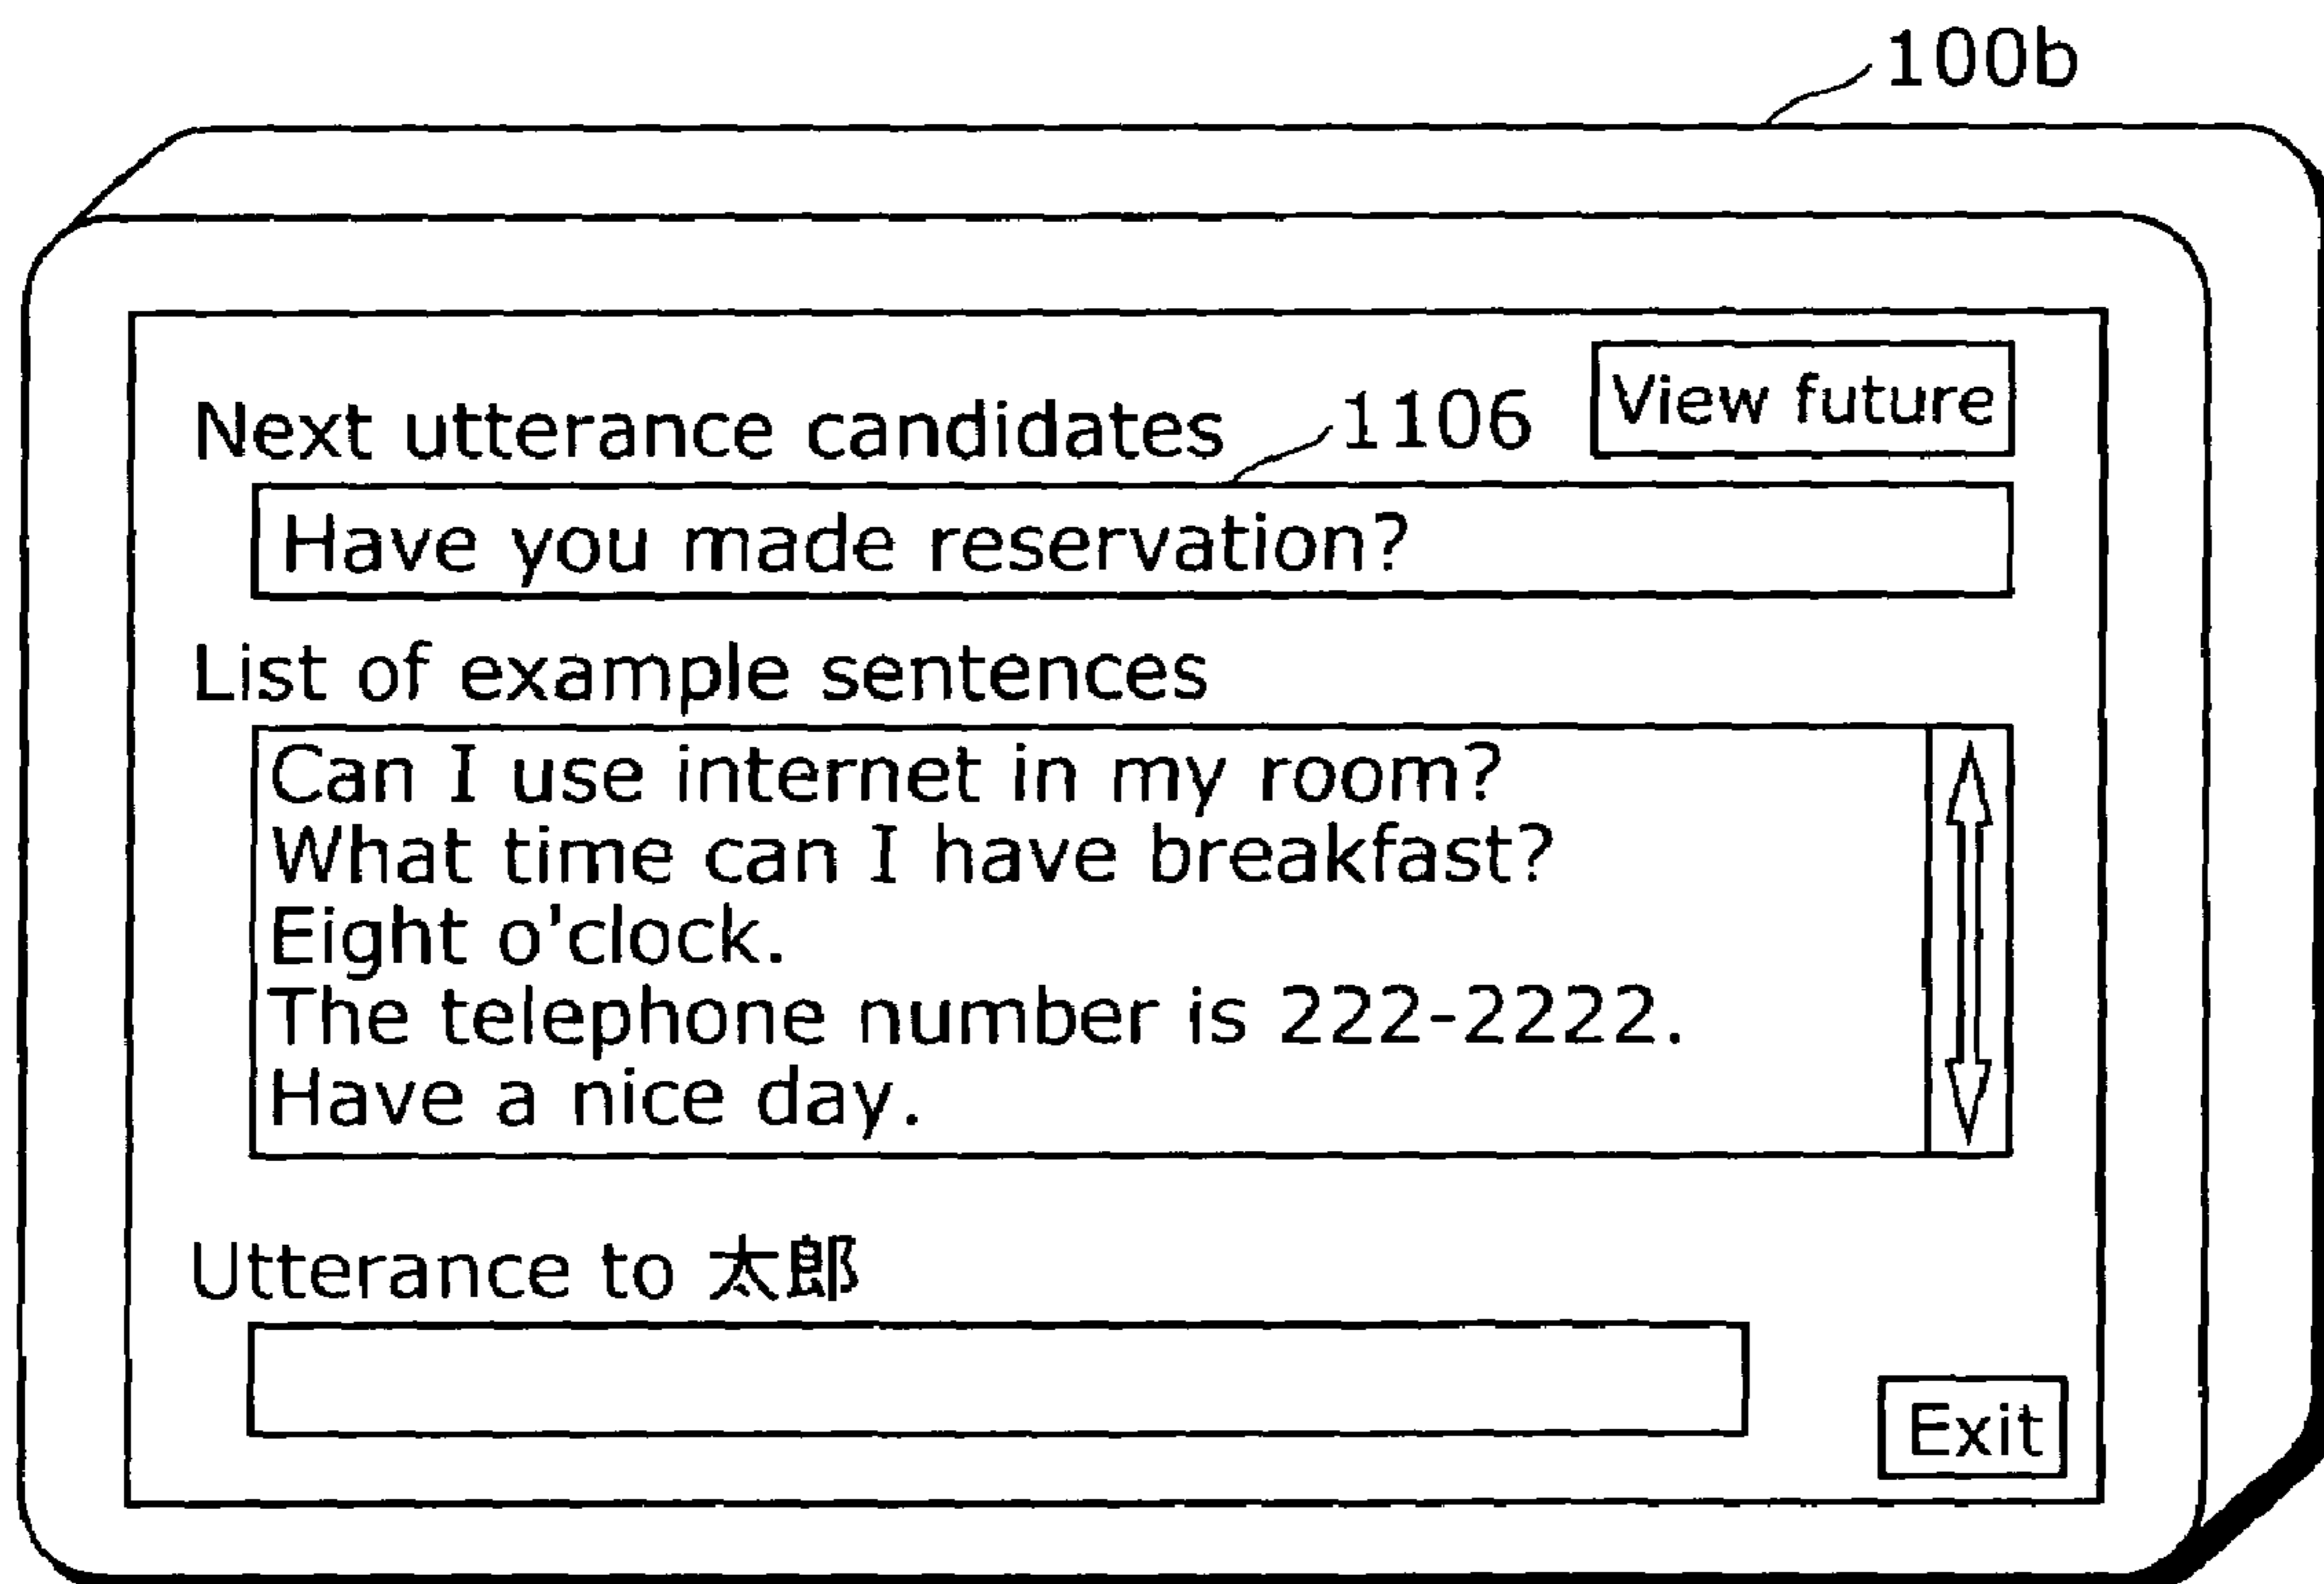 100b
View future
Next utterance candidates 1106
Have you made reservation?
List of example sentences
Can I use internet in my room?
What time can I have breakfast?
Eight o'clock.
The telephone number is 222-2222.
Have a nice day.
Utterance to 太郎
Exit